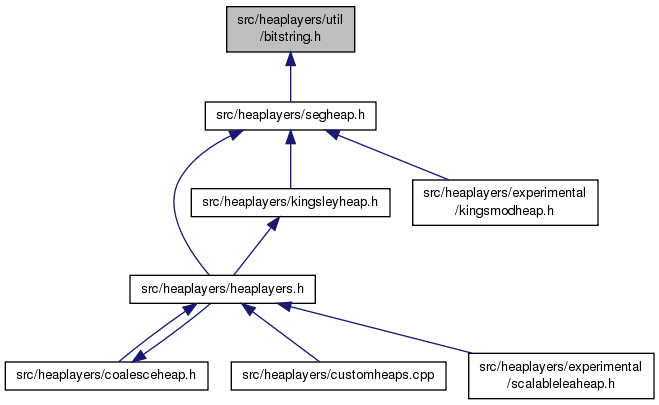 src/heaplayers/util
/bitstring.h
src/heaplayers/segheap.h
src/heaplayers/kingsleyheap.h
src/heaplayers/experimental
/kingsmodheap.h
src/heaplayers/heaplayers.h
src/heaplayers/coalesceheap.h
src/heaplayers/customheaps.cpp
src/heaplayers/experimental
/scalableleaheap.h